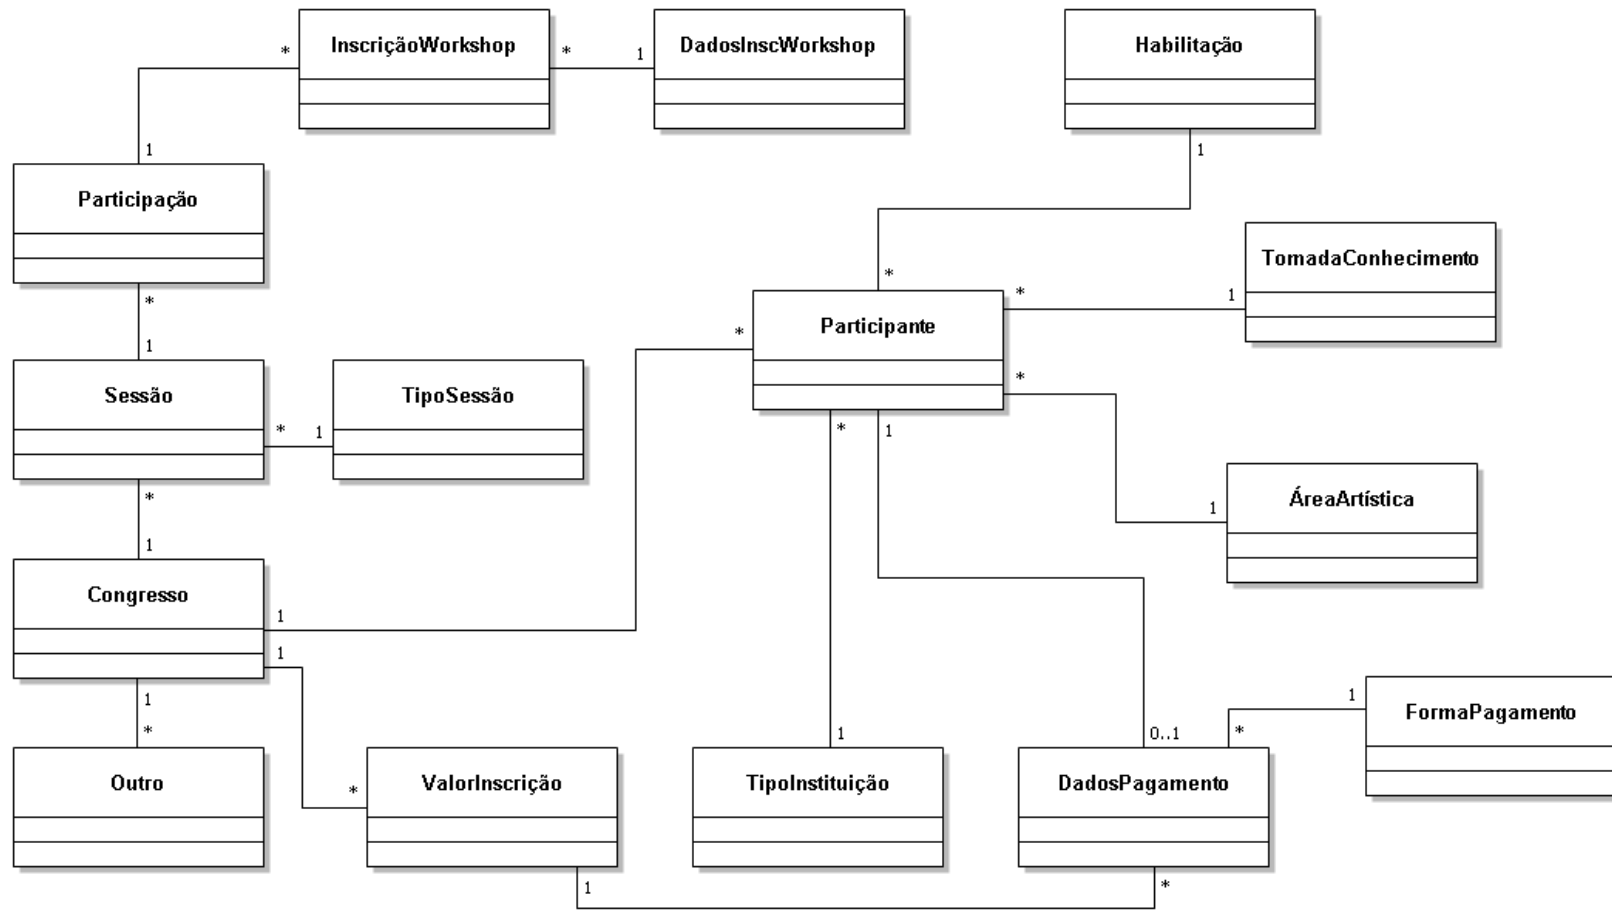 InscriçãoWorkshop
DadosInscWorkshop
Habilitação
* * 1
1 1
Participação
TomadaConhecimento
* * 1
Participante
* 1 *
Sessão
TipoSessão
* 1 * 1 *
ÁreaArtística
* 1
1
Congresso
1
1
FormaPagamento
1 1
* 1 0..1 *
Outro
ValorInscrição
TipoInstituição
DadosPagamento
*
1 *